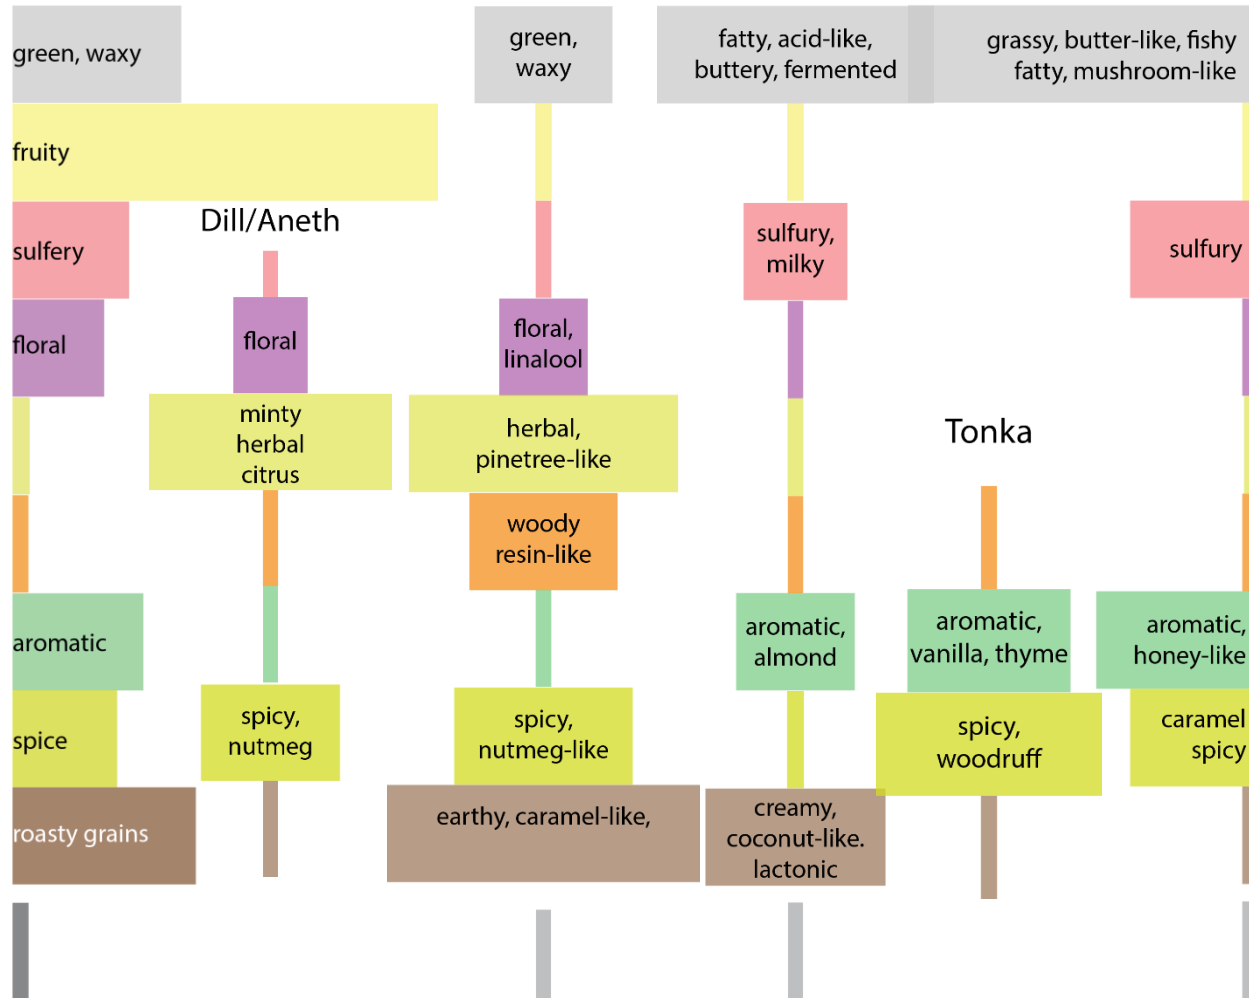 green, waxy
green,
waxy
fatty, acid-like,
buttery, fermented
grassy, butter-like, fishy
fatty, mushroom-like
fruity
Dill/Aneth
sulfery
sulfury,
milky
sulfury
floral
floral
floral,
linalool
minty
herbal
citrus
herbal,
pinetree-like
Tonka
woody
resin-like
aromatic
aromatic,
almond
aromatic,
vanilla, thyme
aromatic,
honey-like
spice
spicy,
nutmeg
spicy,
nutmeg-like
spicy,
woodruff
caramel
spicy
roasty grains
earthy, caramel-like,
creamy,
coconut-like.
lactonic